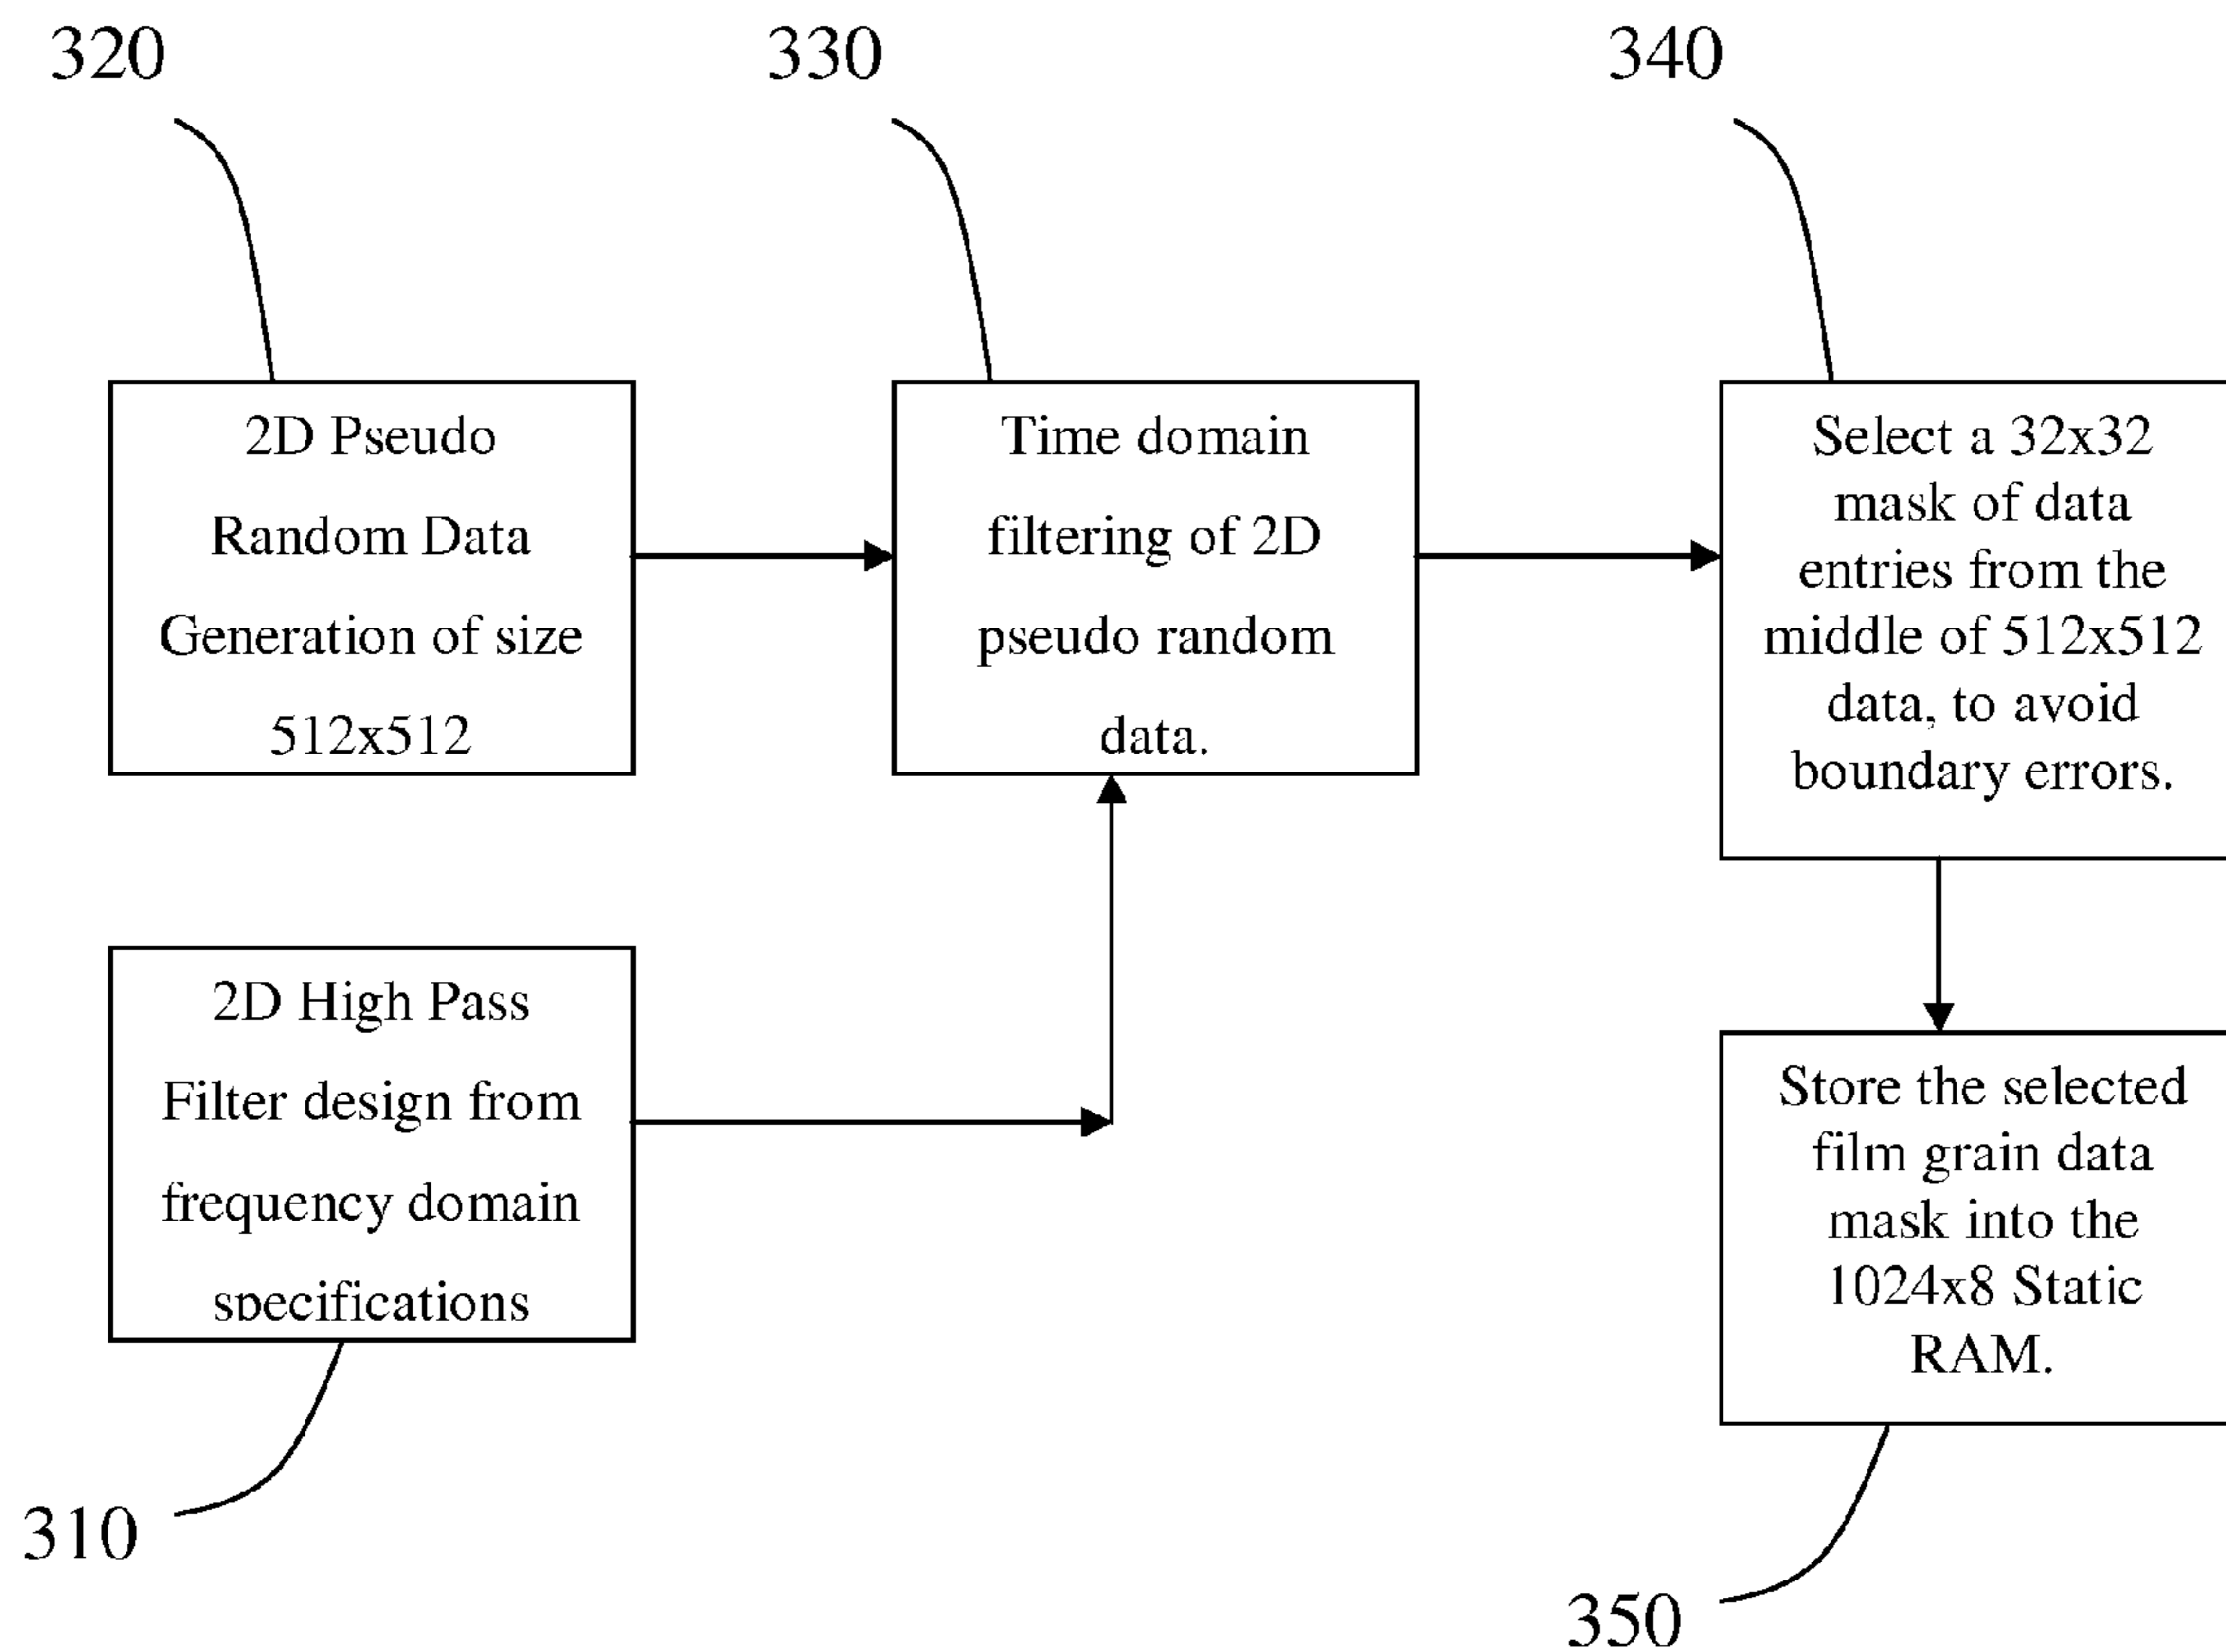 320
330
340
2D Pseudo
Random Data
Generation of size
512x512
Time domain
filtering of 2D
pseudo random
data.
Select a 32x32
mask of data
entries from the
middle of 512x512
data, to avoid
boundary errors.
2D High Pass
Filter design from
frequency domain
specifications
Store the selected
film grain data
mask into the
1024x8 Static
RAM.
310
350